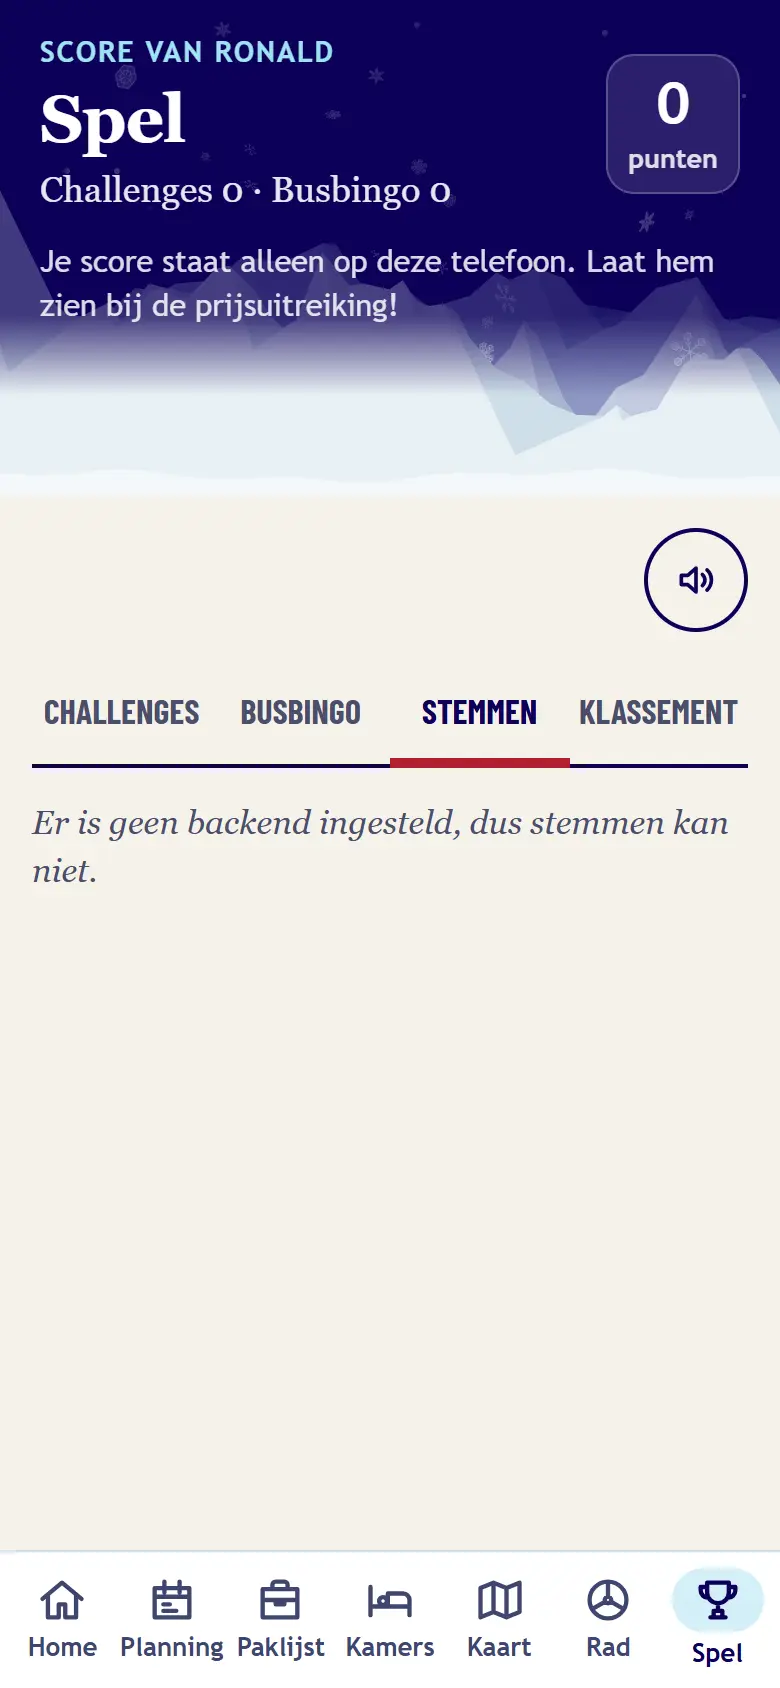 SCORE VAN RONALD
Spel
Challenges 0 · Busbingo 0
0
punten
Je score staat alleen op deze telefoon. Laat hem
zien bij de prijsuitreiking!
CHALLENGES BUSBINGO STEMMEN KLASSEMENT
Er is geen backend ingesteld, dus stemmen kan
niet.
Home Planning Paklijst Kamers Kaart Rad Spel